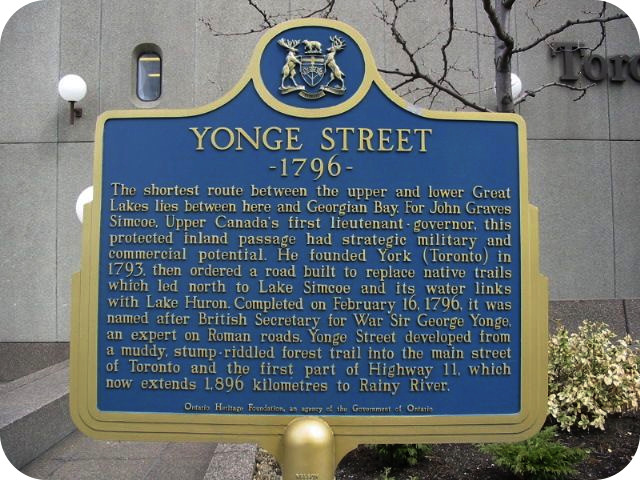 Toro
YONGE STREET
-1796-
The shortest route between the upper and lower Great
Lakes lies between here and Georgian Bay. For John Graves
Simcoe, Upper Canada's first lieutenant-governor, this
protected inland passage had strategic military and
commercial potential. He founded York (Toronto) in
1793, then ordered a road built to replace native trails
which led north to Lake Simcoe and its water links
with Lake Huron. Completed on February 16, 1796, it was
named after British Secretary for War Sir George Yonge,
an expert on Roman roads. Yonge Street developed from
a muddy, stump-riddled forest trail into the main street
of Toronto and the first part of Highway 11, which
now extends 1,896 kilometres to Rainy River.
Ontario Heritage Foundation, an agency of the Government of Ontario